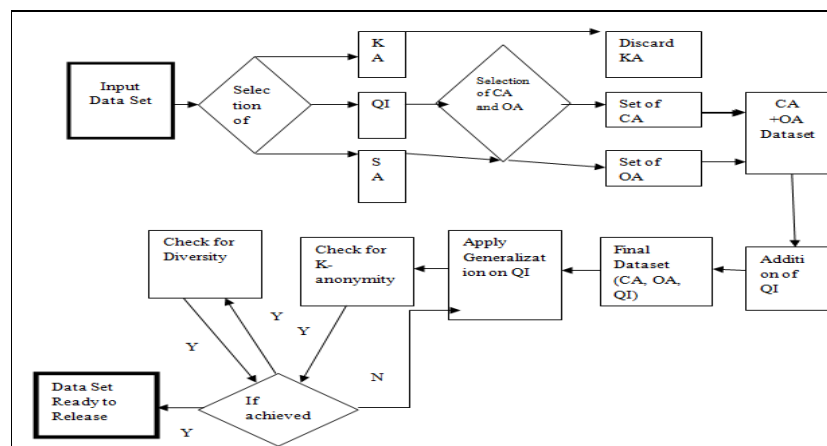 Input
Data Set
Selec
tion of
K
A
QI
S
A
Selection
of CA
and OA
Discard
KA
Set of
CA
Set of
OA
CA
+OA
Dataset
Check for
Diversity
Check for
K-
anonymity
Apply
Generalizat
ion on QI
Final
Dataset
(CA, OA,
QI)
Additi
on of
QI
Y
Y
Y
N
Data Set
Ready to
Release
Y
If
achieved